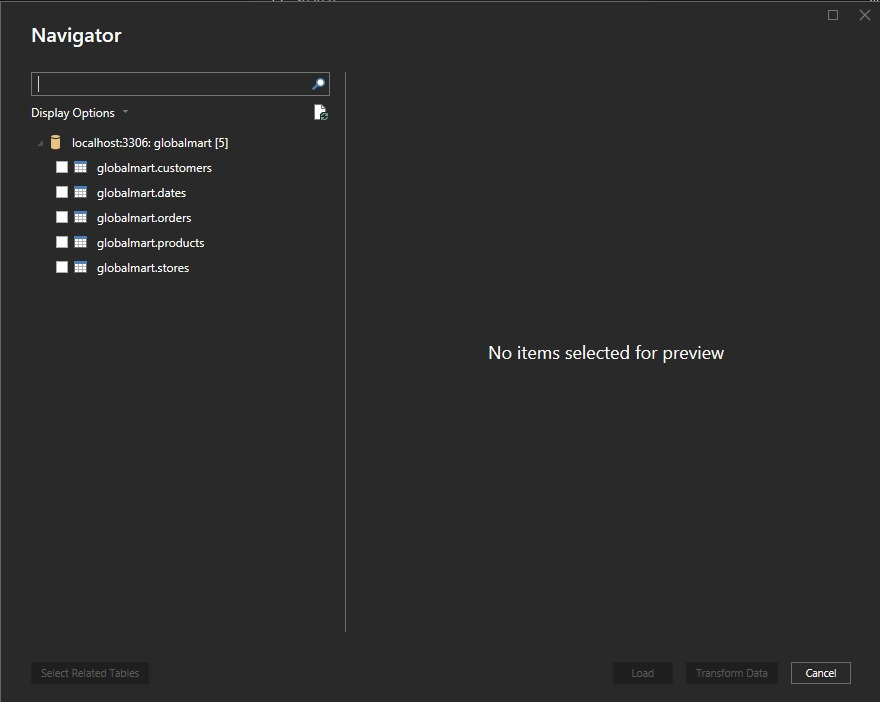 Navigator
Display Options
localhost:3306: globalmart [5]
globalmart.customers
globalmart.dates
globalmart.orders
globalmart.products
globalmart.stores
No items selected for preview
Select Related Tables
Load
Transform Data
Cancel